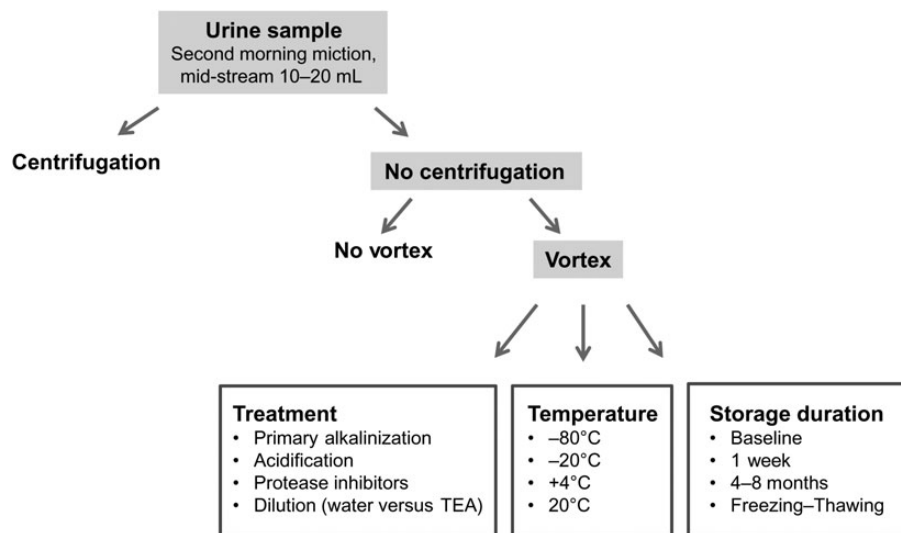 Urine sample
Second morning miction,
mid-stream 10–20 mL
Centrifugation
No centrifugation
No vortex
Vortex
Treatment
• Primary alkalinization
• Acidification
• Protease inhibitors
• Dilution (water versus TEA)
Temperature
• –80°C
• –20°C
• +4°C
• 20°C
Storage duration
• Baseline
• 1 week
• 4–8 months
• Freezing–Thawing